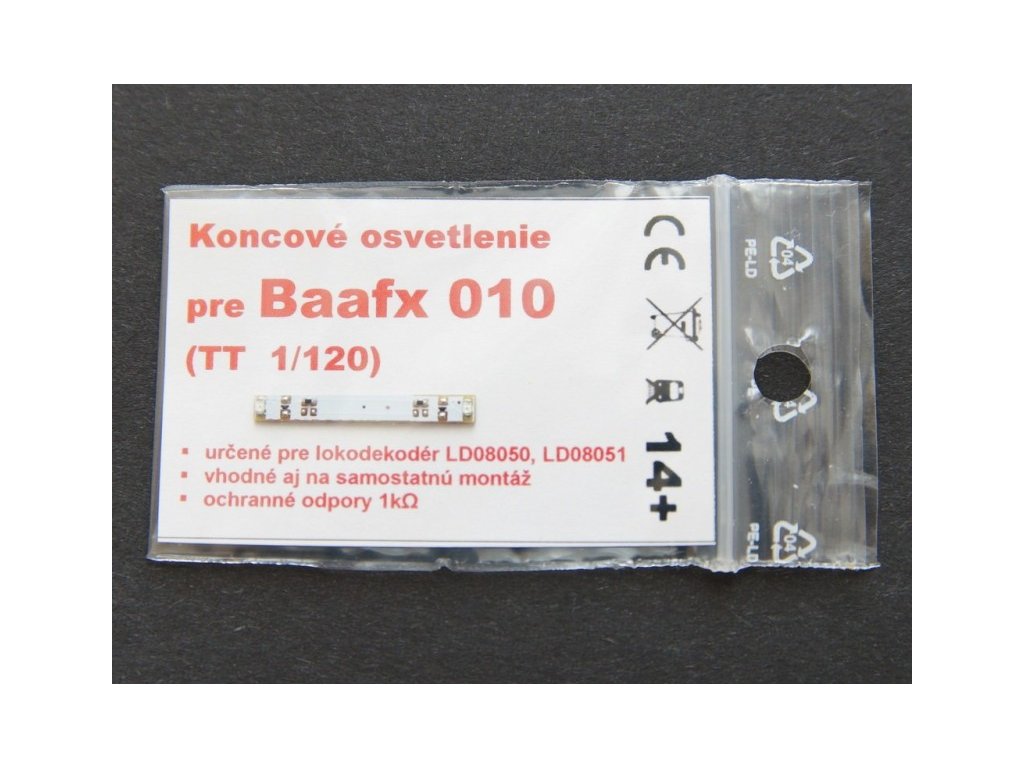 Koncové osvetlenie
pre Baafx 010
(TT 1/120)
▪ určené pre lokodekodér LD08050, LD08051
▪ vhodné aj na samostatnú montáž
▪ ochranné odpory 1kΩ
CE
14+
04
PE-LD
04
PE-LD